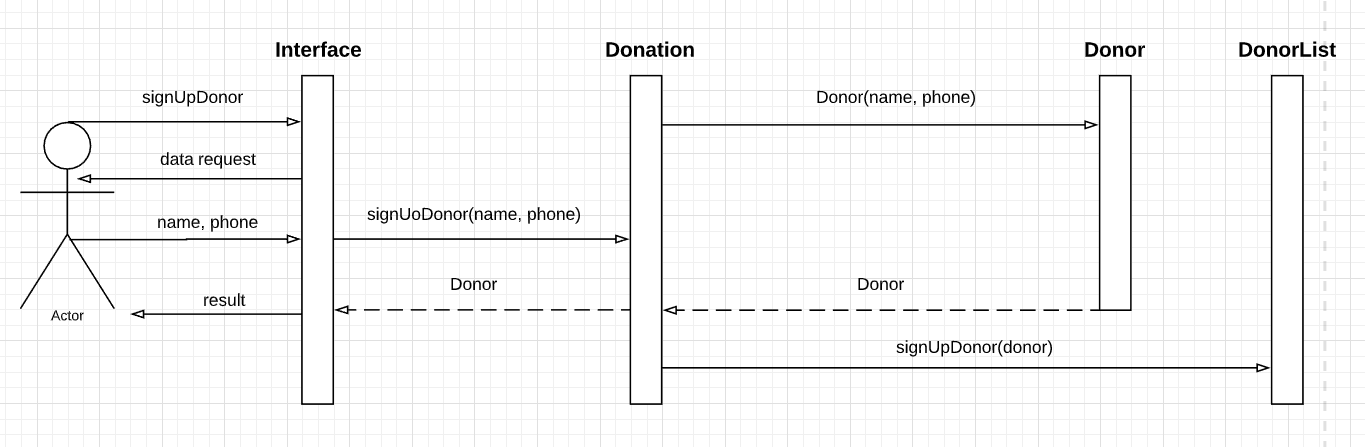 Interface
Donation
Donor
DonorList
signUpDonor
Donor(name, phone)
data request
name, phone
signUoDonor(name, phone)
Donor
Donor
result
Actor
signUpDonor(donor)